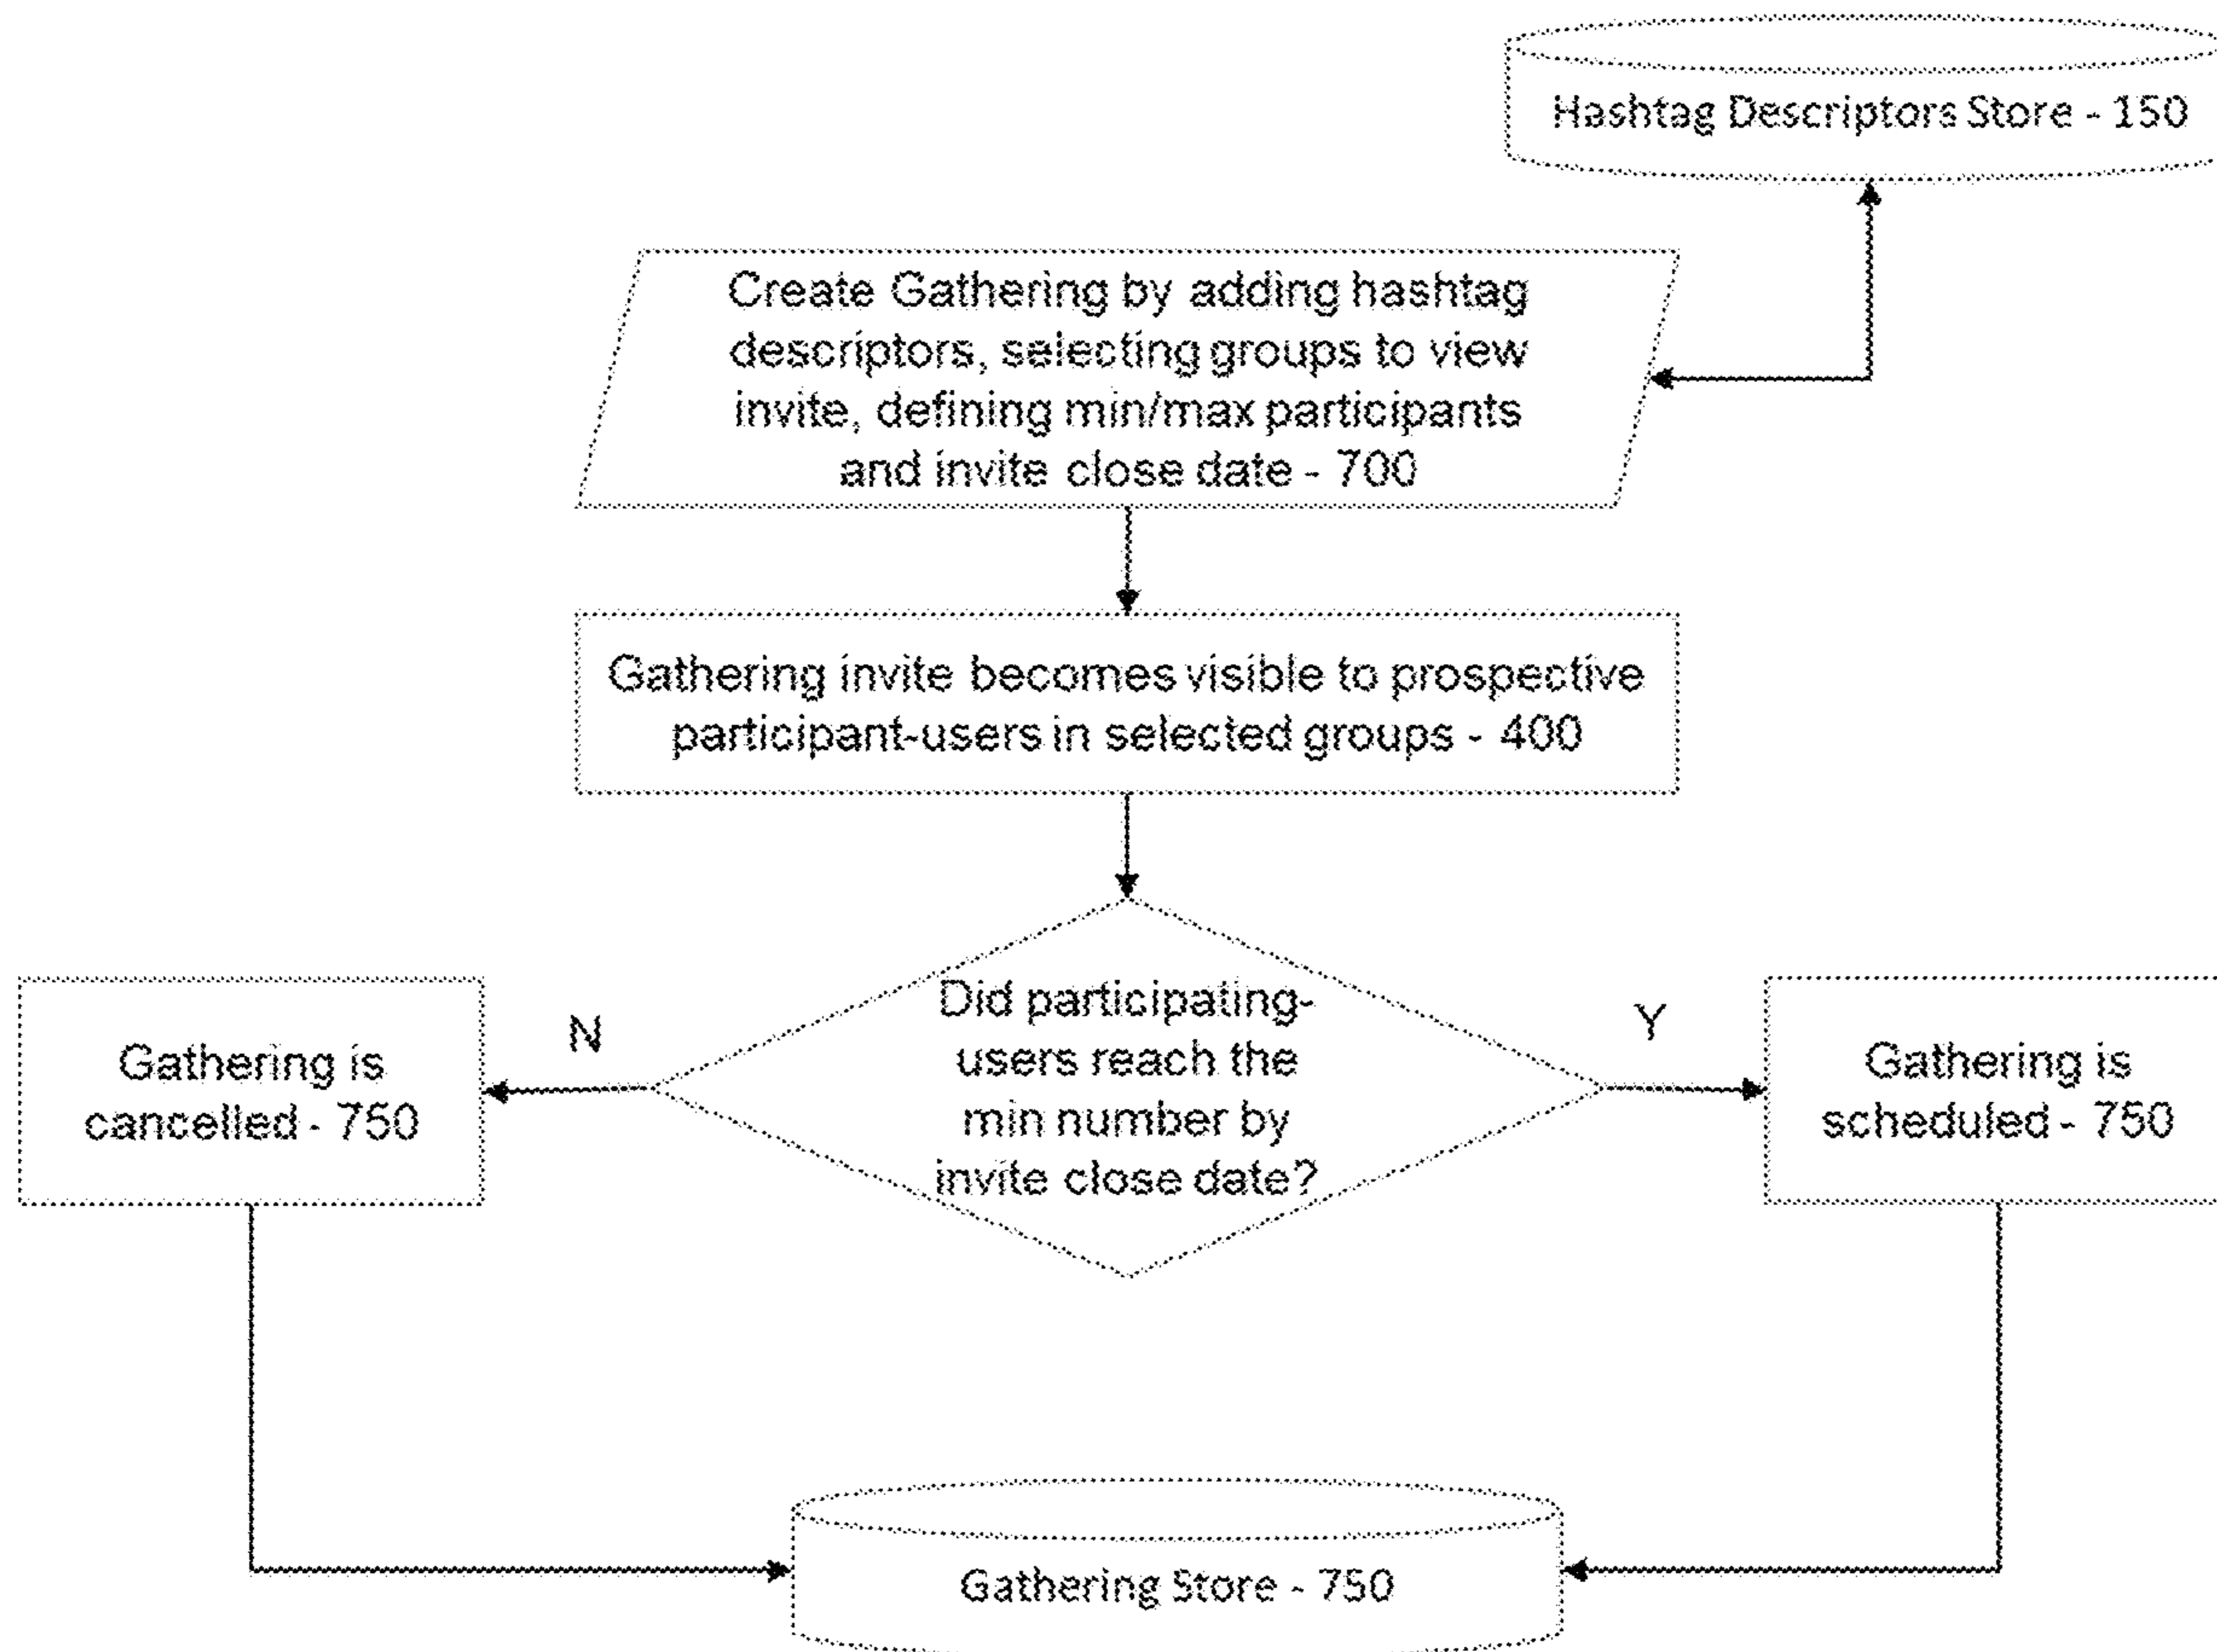 Hashtag Descriptors Store - 150
Create Gathering by adding hashtag
descriptors, selecting groups to view
invite, defining min/max participants
and invite close date - 700
Gathering invite becomes visible to prospective
participant-users in selected groups - 400
Did participating-
users reach the
min number by
invite close date?
N
Y
Gathering is
cancelled - 750
Gathering is
scheduled - 750
Gathering Store - 750